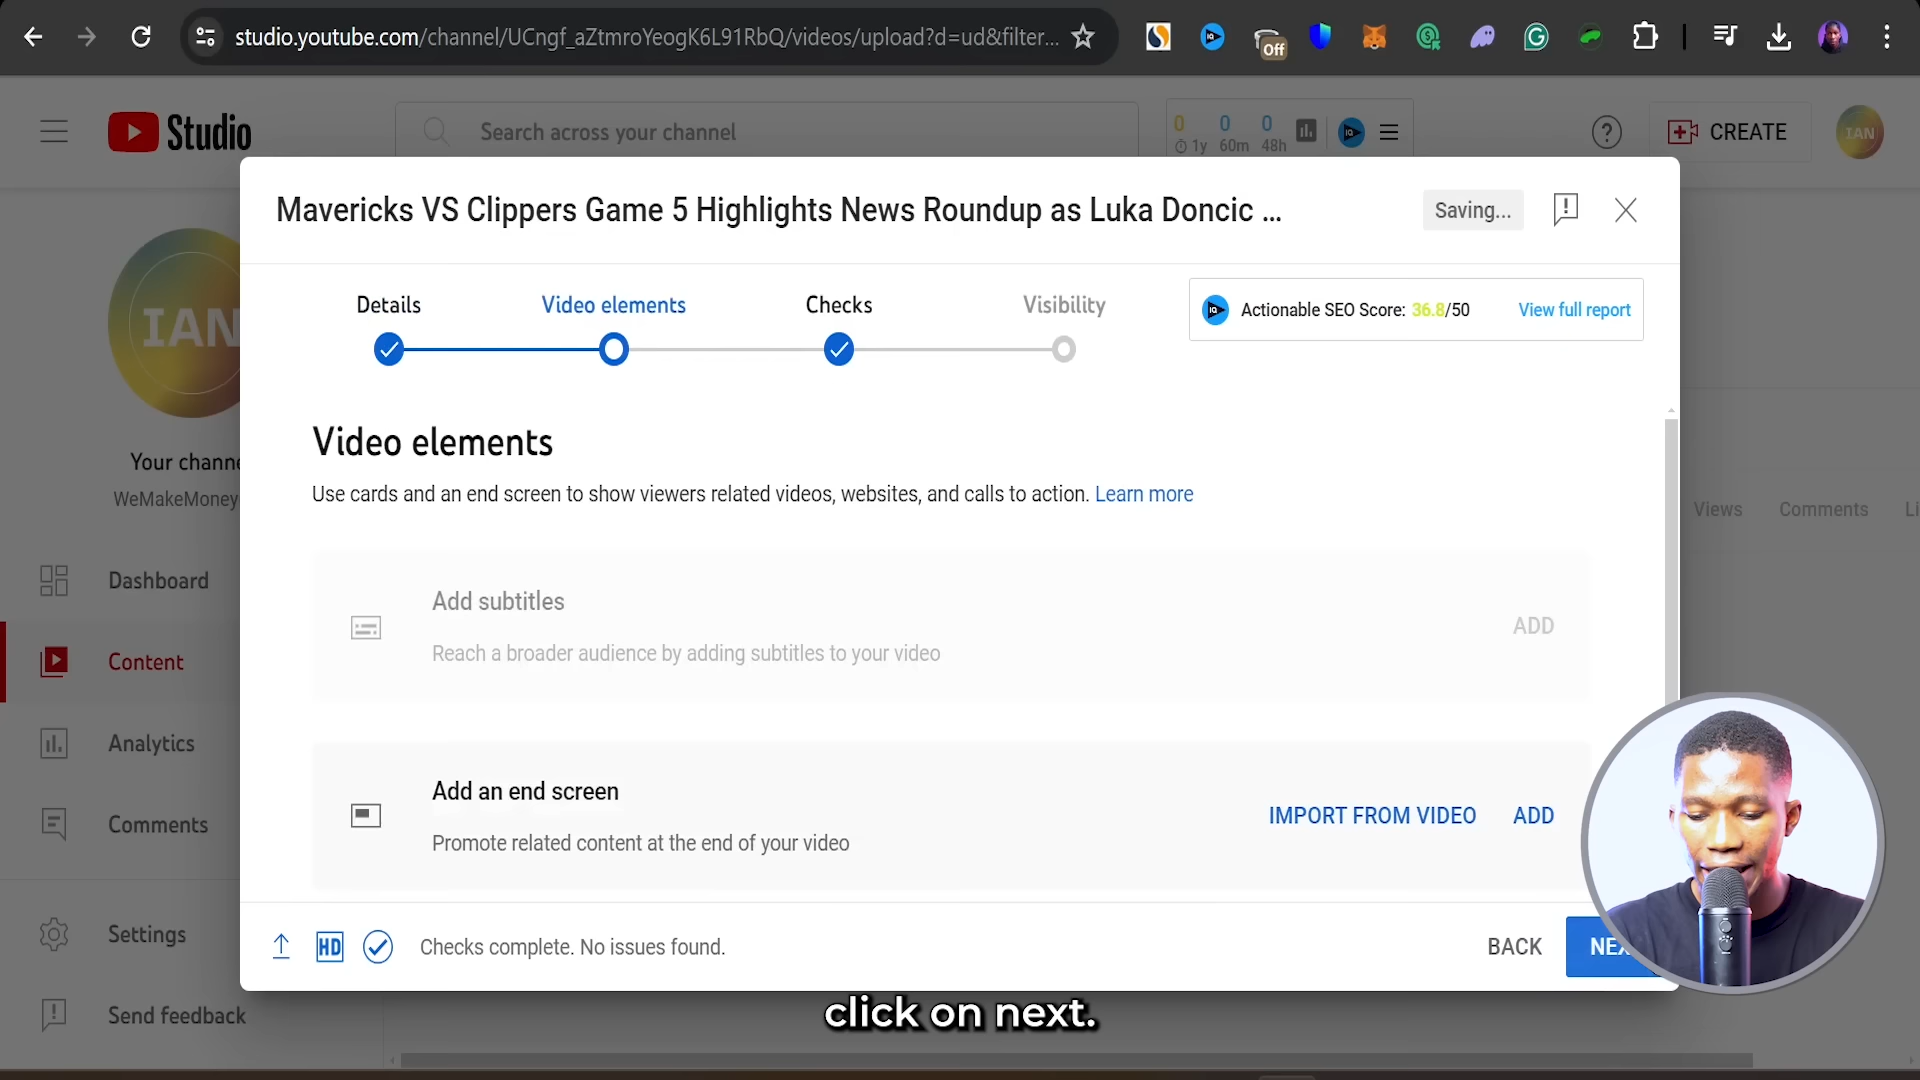 studio.youtube.com/channel/UCngf_aZtmroYeogK6L91RbQ/videos/upload?d=ud&filter...
Off
Studio
Search across your channel
0 0 0
1y 60m 48h
CREATE
IAN
Mavericks VS Clippers Game 5 Highlights News Roundup as Luka Doncic ...
Saving...
Details
Video elements
Checks
Visibility
Actionable SEO Score: 36.8/50
View full report
IAN
Your channe
WeMakeMoney
Video elements
Use cards and an end screen to show viewers related videos, websites, and calls to action. Learn more
Views
Comments
Li
Dashboard
Content
Analytics
Comments
Settings
Send feedback
Add subtitles
Reach a broader audience by adding subtitles to your video
ADD
Add an end screen
Promote related content at the end of your video
IMPORT FROM VIDEO
ADD
HD
Checks complete. No issues found.
BACK
NEX
click on next.